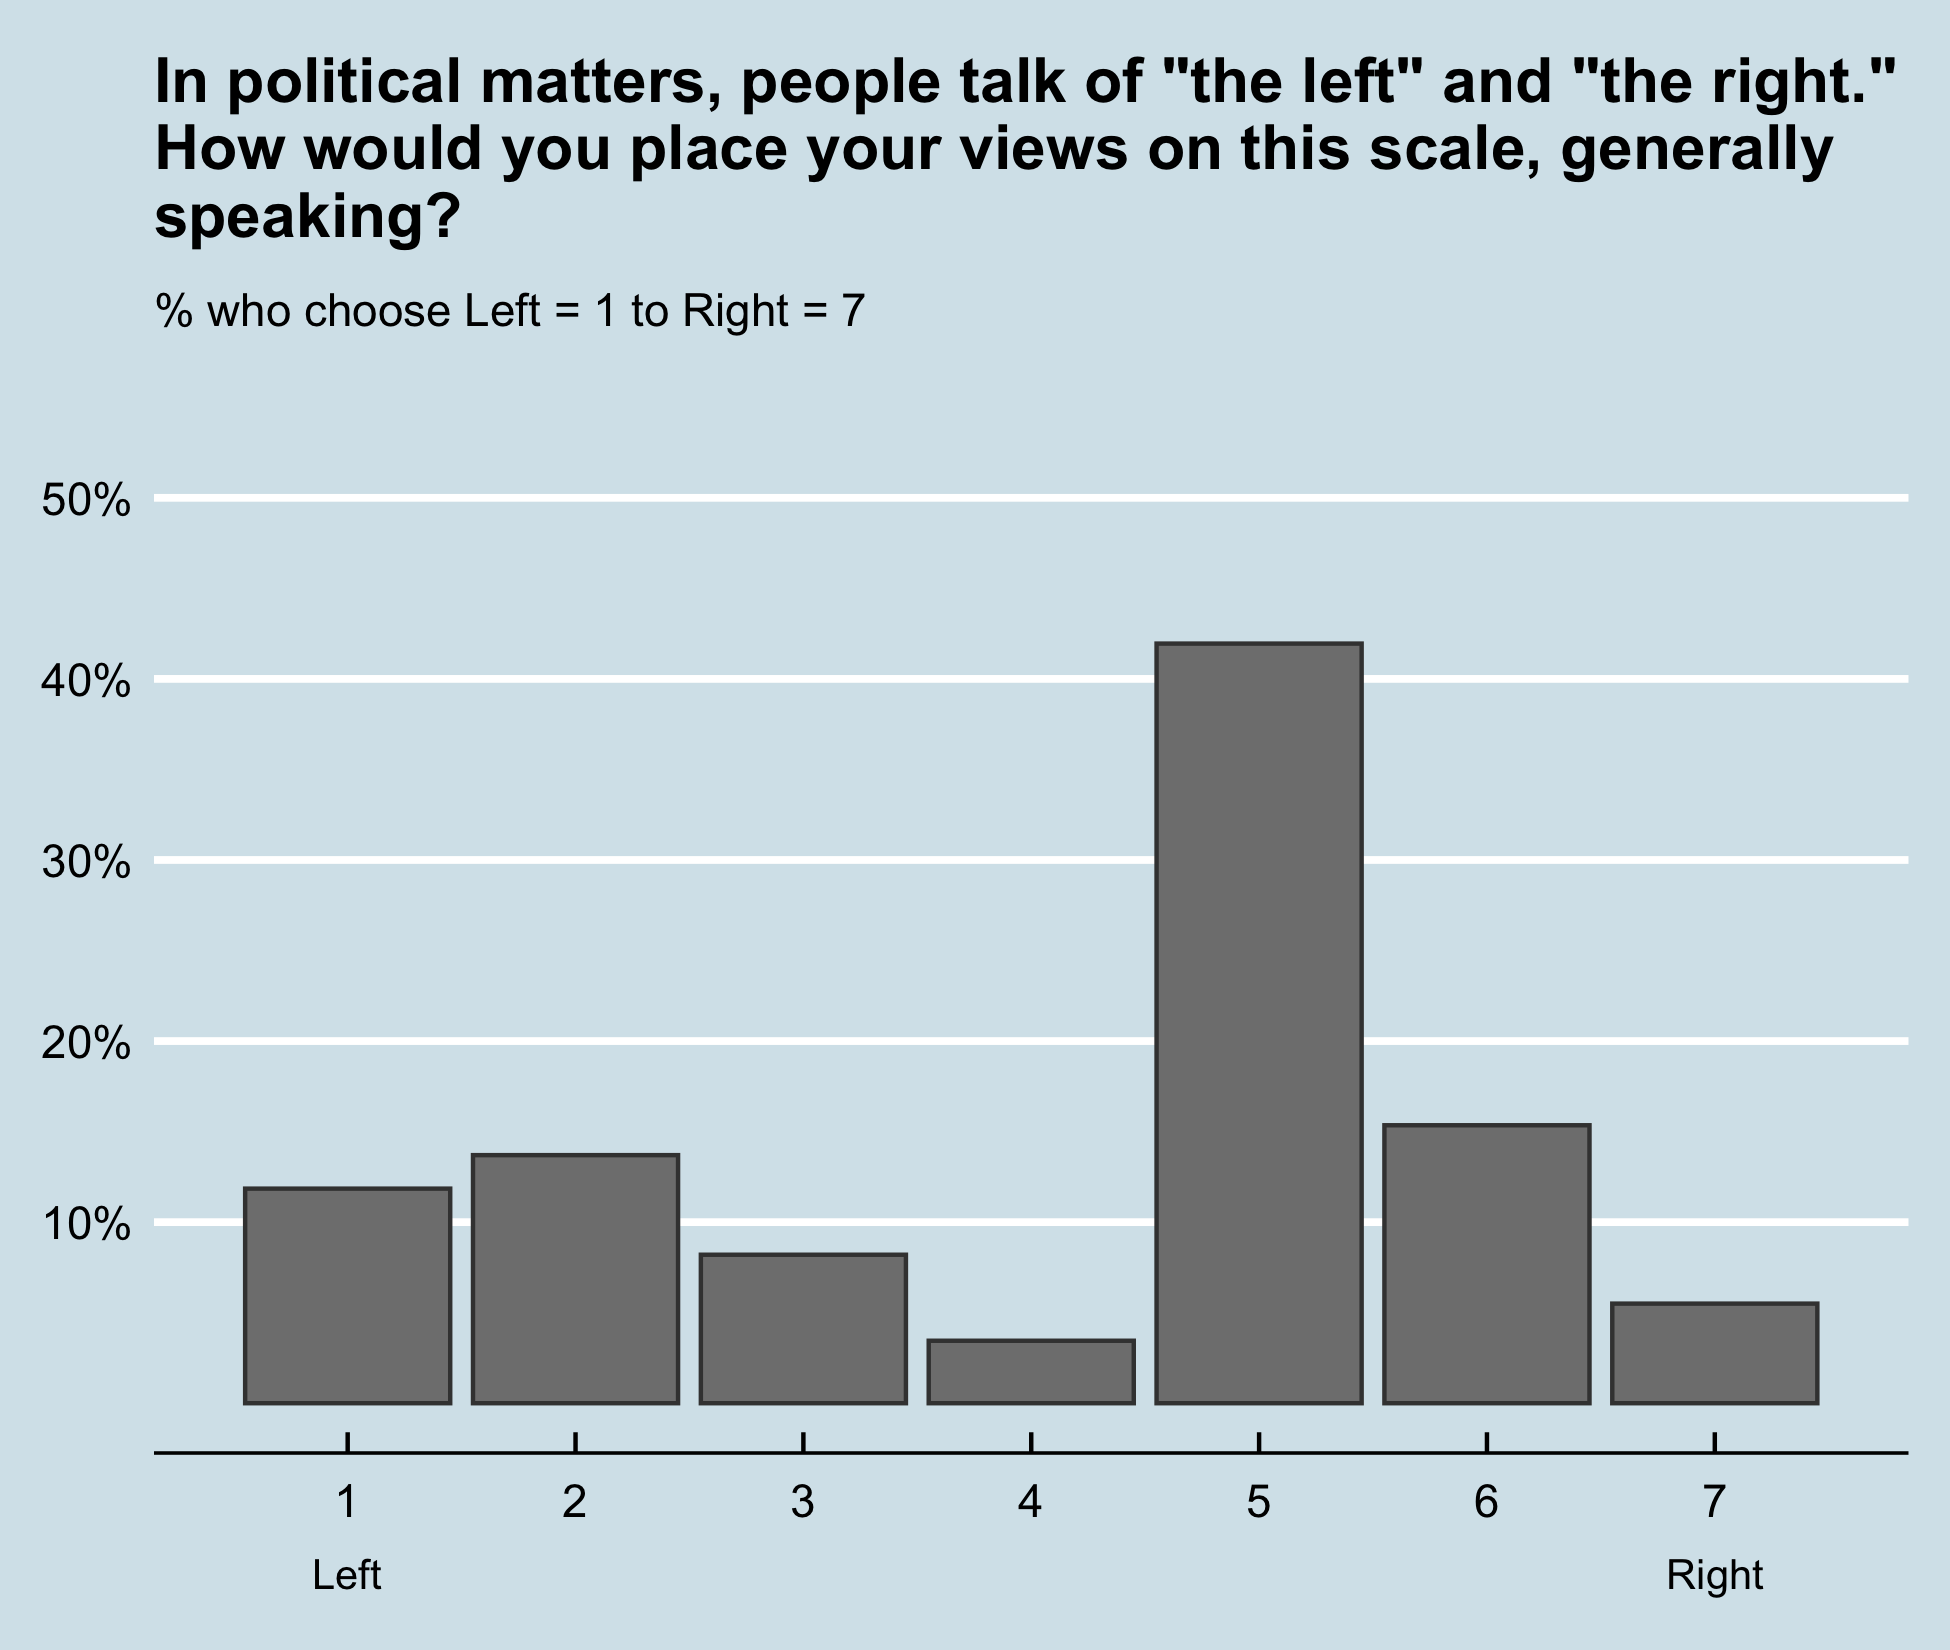 In political matters, people talk of "the left" and "the right."
How would you place your views on this scale, generally
speaking?
% who choose Left = 1 to Right = 7
50%
40%
30%
20%
10%
1 2 3 4 5 6 7
Left Right